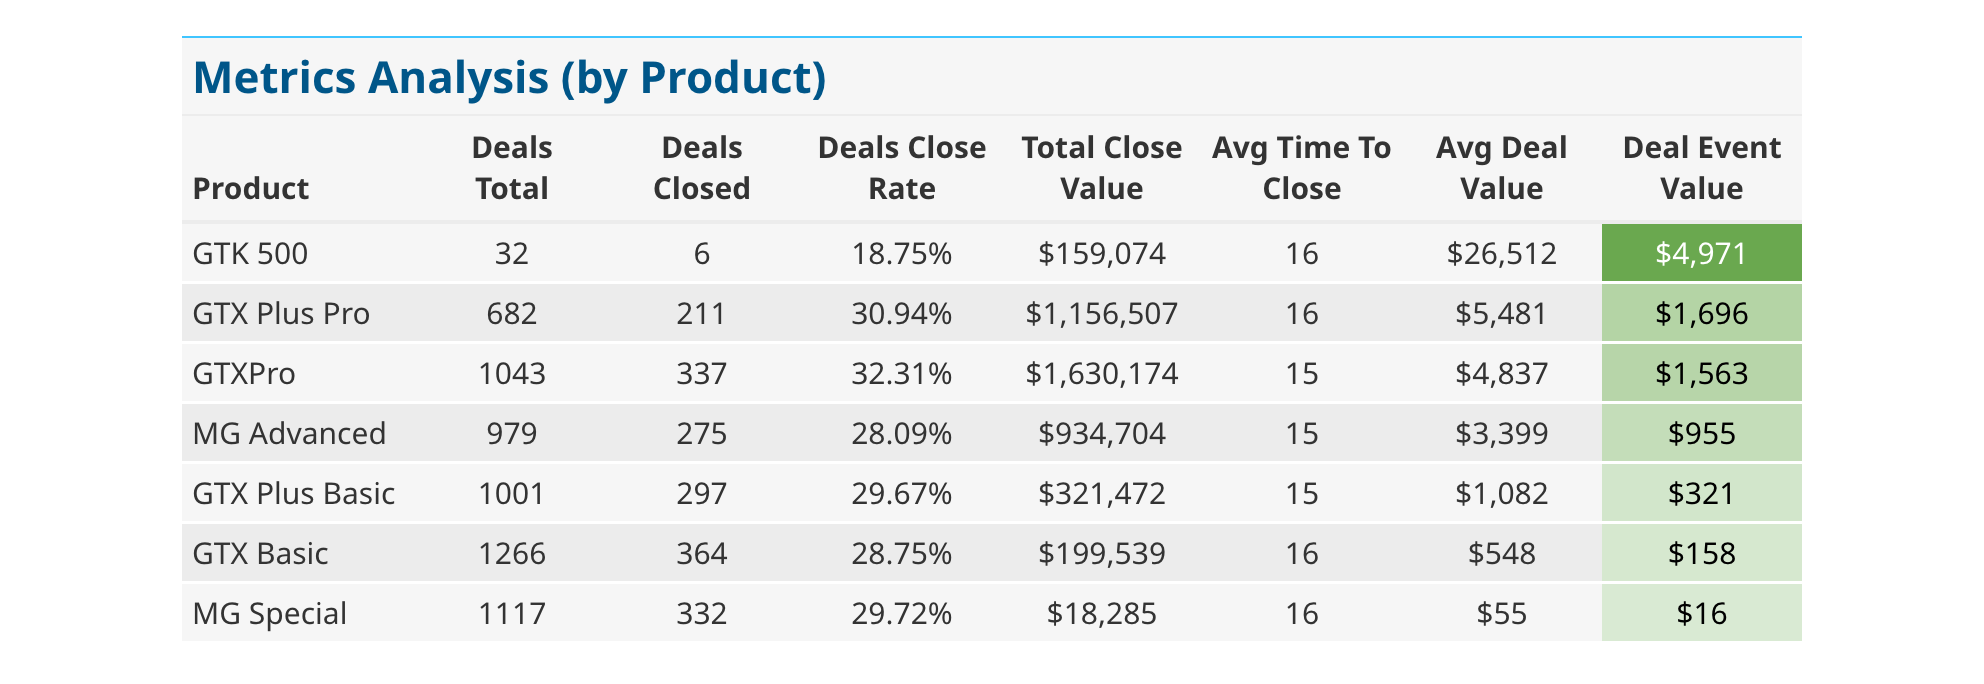 Metrics Analysis (by Product)
Product Deals Total Deals Closed Deals Close Rate Total Close Value Avg Time To Close Avg Deal Value Deal Event Value
GTK 500 32 6 18.75% $159,074 16 $26,512 $4,971
GTX Plus Pro 682 211 30.94% $1,156,507 16 $5,481 $1,696
GTXPro 1043 337 32.31% $1,630,174 15 $4,837 $1,563
MG Advanced 979 275 28.09% $934,704 15 $3,399 $955
GTX Plus Basic 1001 297 29.67% $321,472 15 $1,082 $321
GTX Basic 1266 364 28.75% $199,539 16 $548 $158
MG Special 1117 332 29.72% $18,285 16 $55 $16